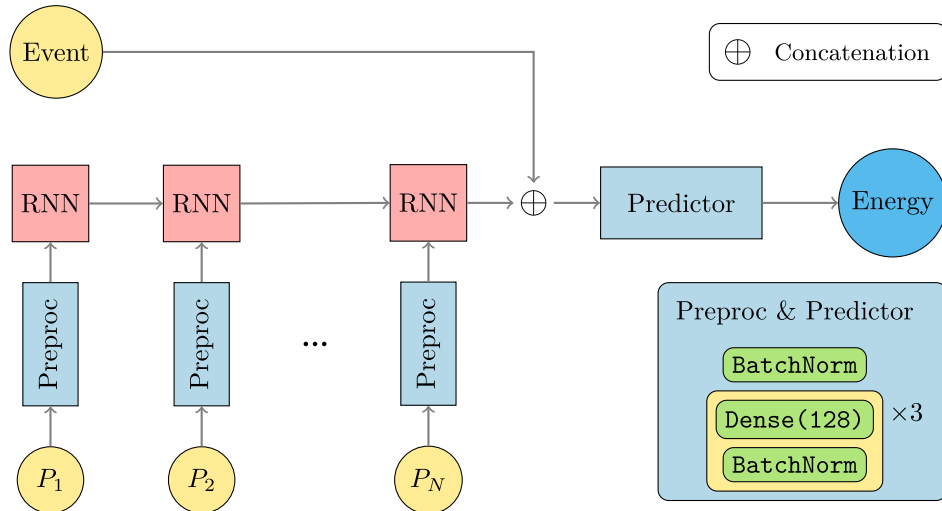 Event
⊕ Concatenation
RNN RNN RNN ⊕ Predictor Energy
Preproc Preproc ... Preproc
P₁ P₂ P_N
Preproc & Predictor
BatchNorm
Dense(128) ×3
BatchNorm